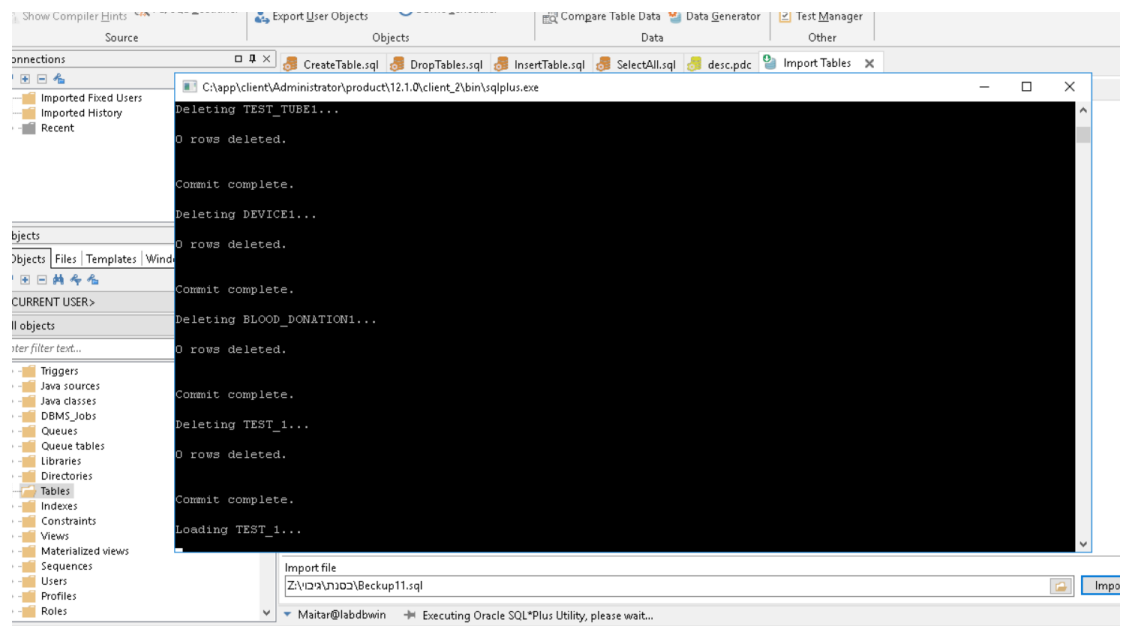 Show Compiler Hints
Export User Objects
Compare Table Data
Data Generator
Test Manager
Source
Objects
Data
Other
onnections
CreateTable.sql
DropTables.sql
InsertTable.sql
SelectAll.sql
desc.pdc
Import Tables
C:\app\client\Administrator\product\12.1.0\client_2\bin\sqlplus.exe
Imported Fixed Users
Imported History
Recent
Deleting TEST_TUBE1...
0 rows deleted.
Commit complete.
Deleting DEVICE1...
0 rows deleted.
Commit complete.
Deleting BLOOD_DONATION1...
0 rows deleted.
Commit complete.
Deleting TEST_1...
0 rows deleted.
Commit complete.
Loading TEST_1...
bjects
Objects Files Templates Wind
CURRENT USER>
ll objects
nter filter text...
Triggers
Java sources
Java classes
DBMS_Jobs
Queues
Queue tables
Libraries
Directories
Tables
Indexes
Constraints
Views
Materialized views
Sequences
Users
Profiles
Roles
Import file
Z:\בסנת\גיבוי\Beckup11.sql
Impo
Maitar@labdbwin
Executing Oracle SQL*Plus Utility, please wait...